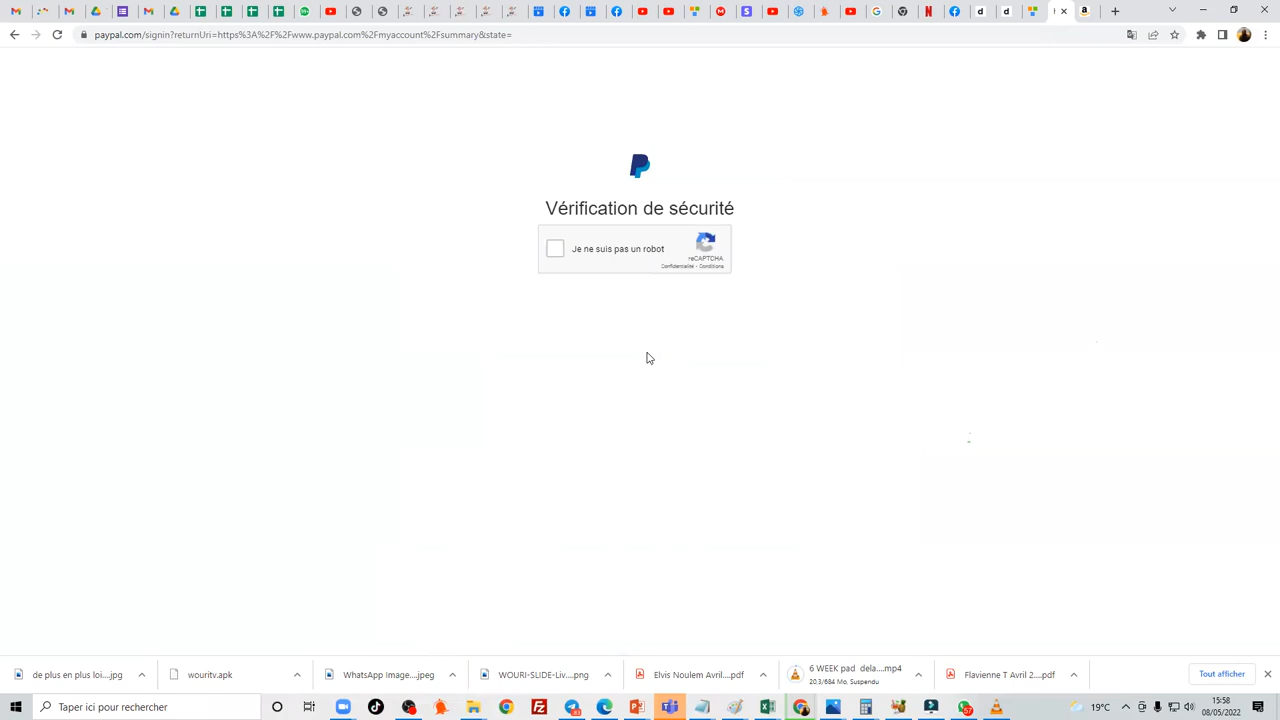 paypal.com/signin?returnUri=https%3A%2F%2Fwww.paypal.com%2Fmyaccount%2Fsummary&state=
Vérification de sécurité
Je ne suis pas un robot
reCAPTCHA
Confidentialité - Conditions
de plus en plus loi....jpg
wouritv.apk
WhatsApp Image....jpeg
WOURI-SLIDE-Liv....png
Elvis Noulem Avril....pdf
6 WEEK pad dela....mp4
20,3/684 Mo, Suspendu
Flavienne T Avril 2....pdf
Tout afficher
Taper ici pour rechercher
19°C
15:58
08/05/2022